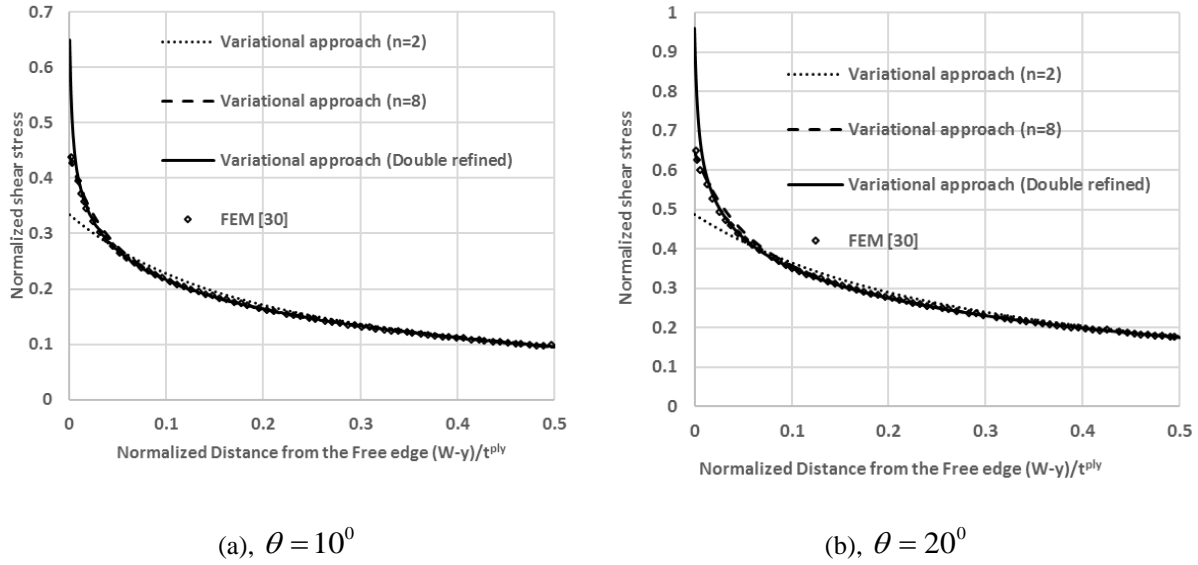 0.7
0.6
0.5
0.4
0.3
0.2
0.1
0
Normalized shear stress
Variational approach (n=2)
Variational approach (n=8)
Variational approach (Double refined)
FEM [30]
0 0.1 0.2 0.3 0.4 0.5
Normalized Distance from the Free edge (W-y)/t^ply
(a), θ = 10⁰
1
0.9
0.8
0.7
0.6
0.5
0.4
0.3
0.2
0.1
0
Normalized shear stress
Variational approach (n=2)
Variational approach (n=8)
Variational approach (Double refined)
FEM [30]
0 0.1 0.2 0.3 0.4 0.5
Normalized Distance from the Free edge (W-y)/t^ply
(b), θ = 20⁰